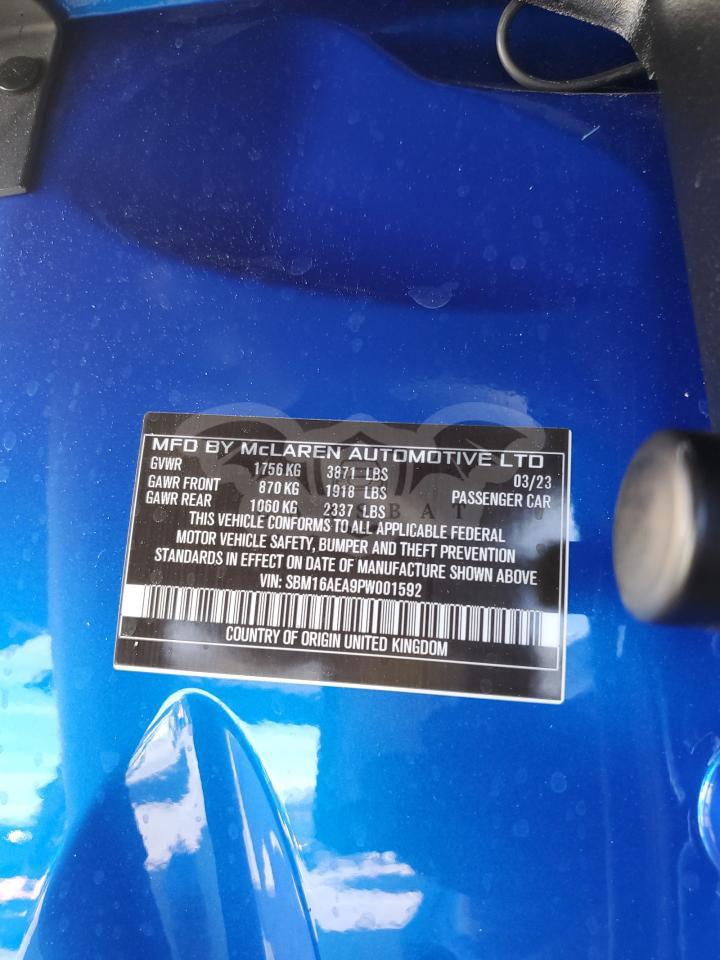 MFD BY McLAREN AUTOMOTIVE LTD
GVWR 1756 KG 3871 LBS 03/23
GAWR FRONT 870 KG 1918 LBS PASSENGER CAR
GAWR REAR 1060 KG 2337 LBS
THIS VEHICLE CONFORMS TO ALL APPLICABLE FEDERAL
MOTOR VEHICLE SAFETY, BUMPER AND THEFT PREVENTION
STANDARDS IN EFFECT ON DATE OF MANUFACTURE SHOWN ABOVE
VIN: SBM16AEA9PW001592
COUNTRY OF ORIGIN UNITED KINGDOM